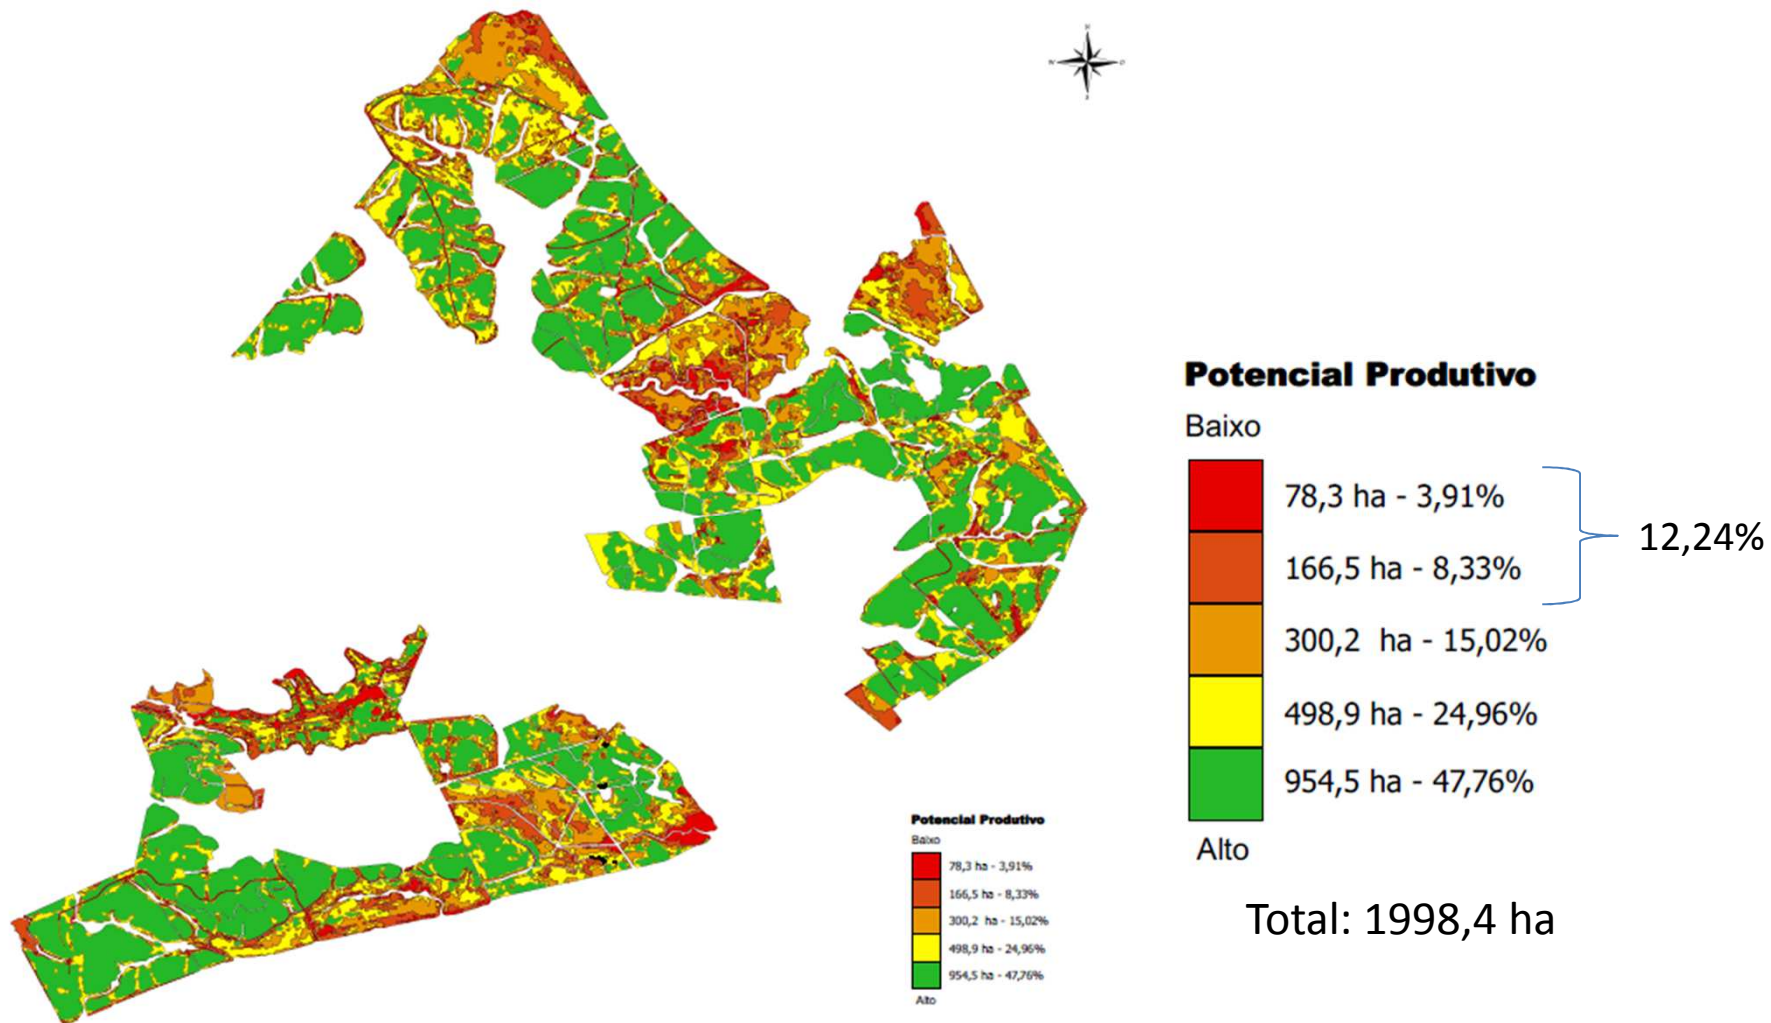 N
W
O
S
Potencial Produtivo
Baixo
78,3 ha - 3,91%
166,5 ha - 8,33%
300,2 ha - 15,02%
498,9 ha - 24,96%
954,5 ha - 47,76%
Alto
12,24%
Total: 1998,4 ha
Potencial Produtivo
Baixo
78,3 ha - 3,91%
166,5 ha - 8,33%
300,2 ha - 15,02%
498,9 ha - 24,96%
954,5 ha - 47,76%
Alto